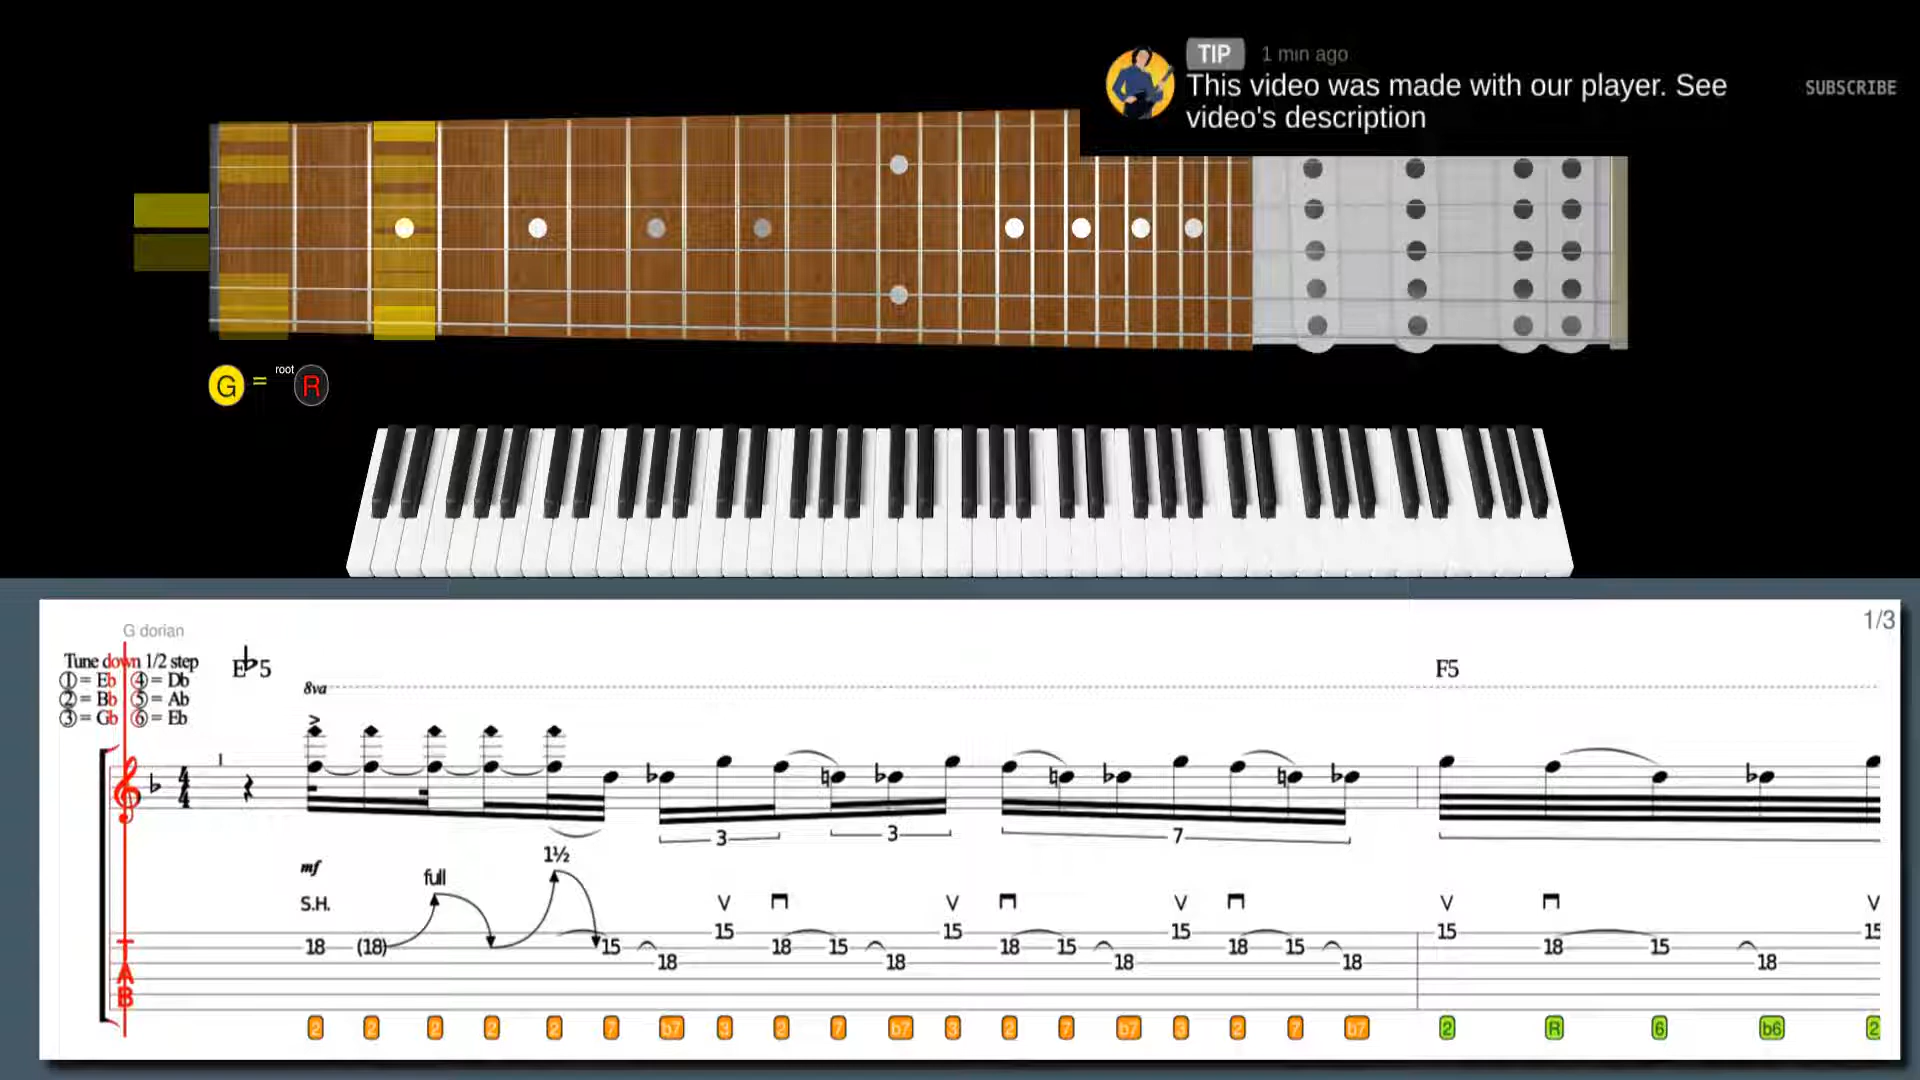 TIP 1 min ago
This video was made with our player. See
video's description
SUBSCRIBE
G = root R
1/3
G dorian
Tune down 1/2 step
①= Eb ④= Db
②= Bb ⑤= Ab
③= Gb ⑥= Eb
E♭5 F5
8va
>
1
4
4
3 3 7
1½
mf full
S.H. V V V V V
15 15 15 15 15
18 (18) 15 18 15 18 15 18 15 18 15
18 18 18 18 18
T
A
B
2 2 2 2 2 7 b7 3 2 7 b7 3 2 7 b7 3 2 7 b7 2 R 6 b6 2